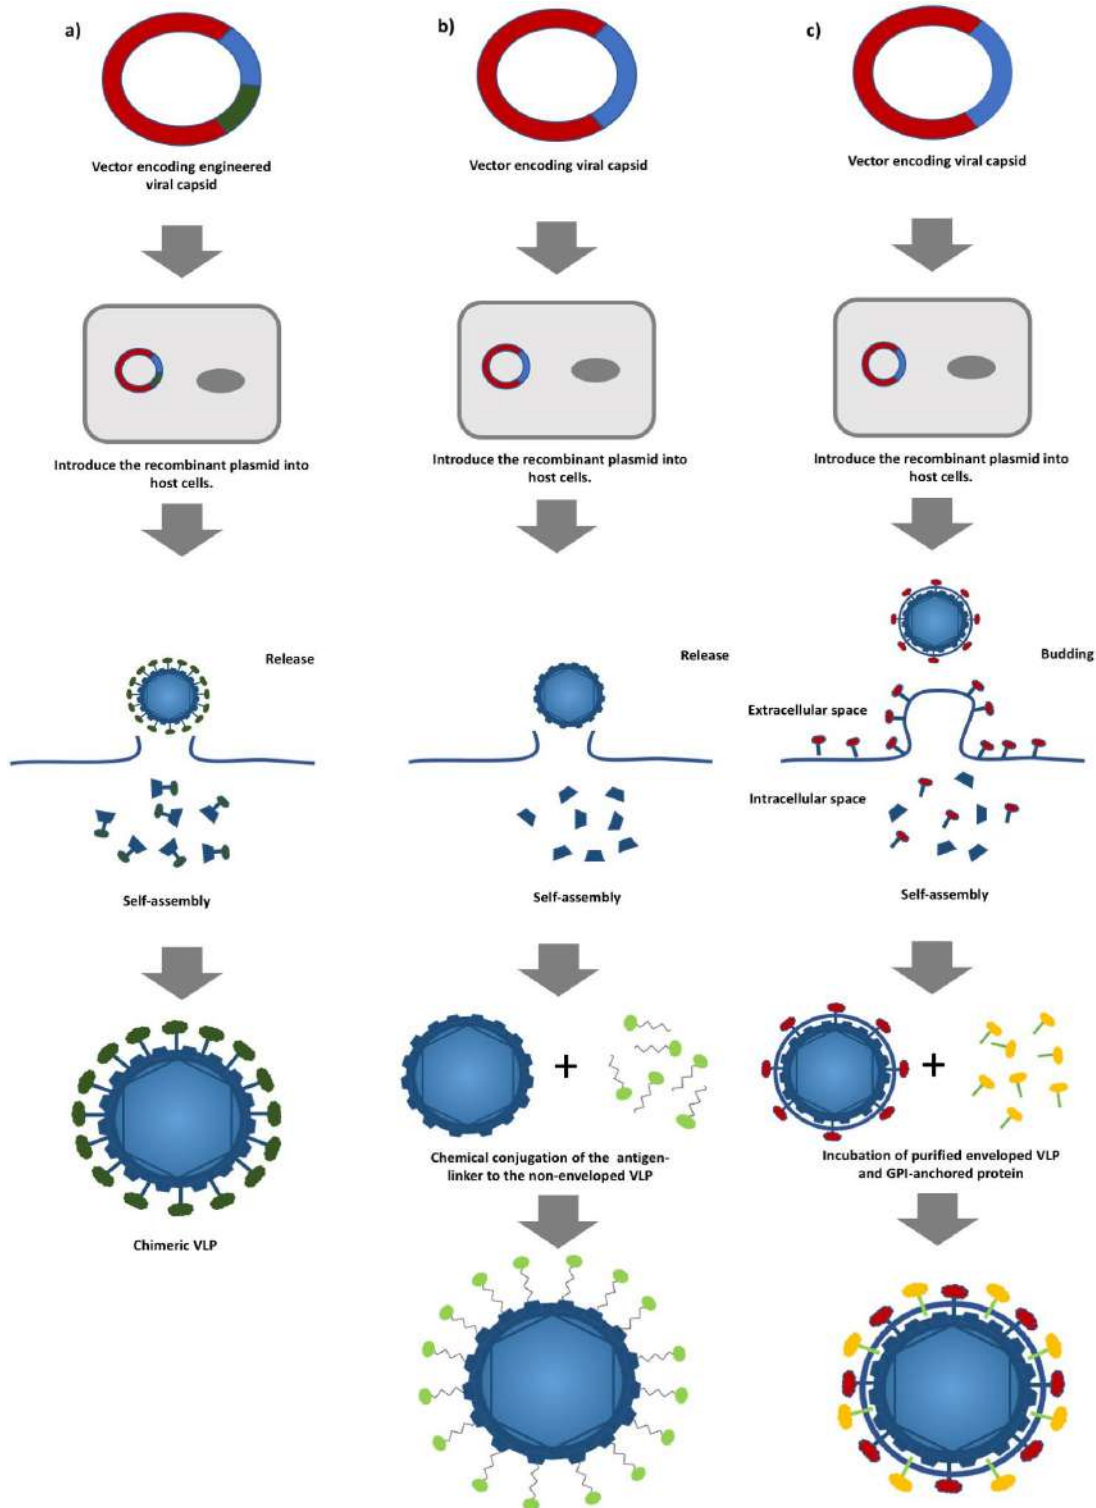 a)
Vector encoding engineered
viral capsid
Introduce the recombinant plasmid into
host cells.
Release
Self-assembly
Chimeric VLP
b)
Vector encoding viral capsid
Introduce the recombinant plasmid into
host cells.
Release
Self-assembly
+
Chemical conjugation of the antigen-
linker to the non-enveloped VLP
c)
Vector encoding viral capsid
Introduce the recombinant plasmid into
host cells.
Budding
Extracellular space
Intracellular space
Self-assembly
+
Incubation of purified enveloped VLP
and GPI-anchored protein